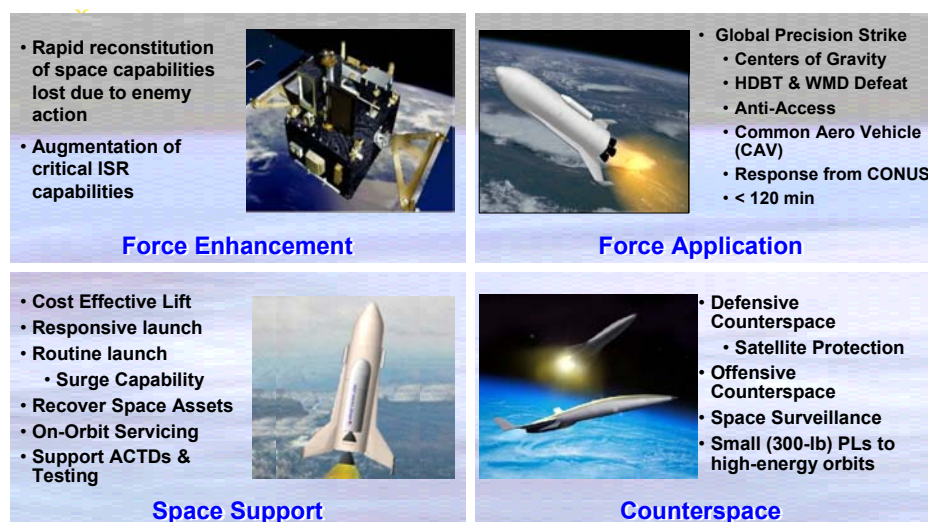 • Rapid reconstitution
of space capabilities
lost due to enemy
action
• Augmentation of
critical ISR
capabilities
Force Enhancement
• Global Precision Strike
• Centers of Gravity
• HDBT & WMD Defeat
• Anti-Access
• Common Aero Vehicle
(CAV)
• Response from CONUS
• < 120 min
Force Application
• Cost Effective Lift
• Responsive launch
• Routine launch
• Surge Capability
• Recover Space Assets
• On-Orbit Servicing
• Support ACTDs &
Testing
Space Support
• Defensive
Counterspace
• Satellite Protection
• Offensive
Counterspace
• Space Surveillance
• Small (300-lb) PLs to
high-energy orbits
Counterspace